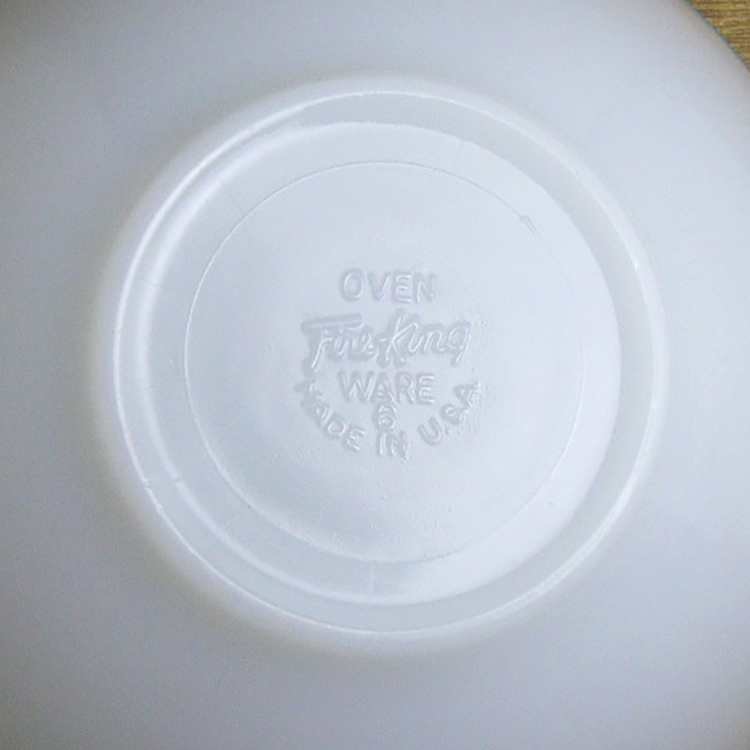 OVEN
Fire-King
WARE
6
MADE IN U.S.A.